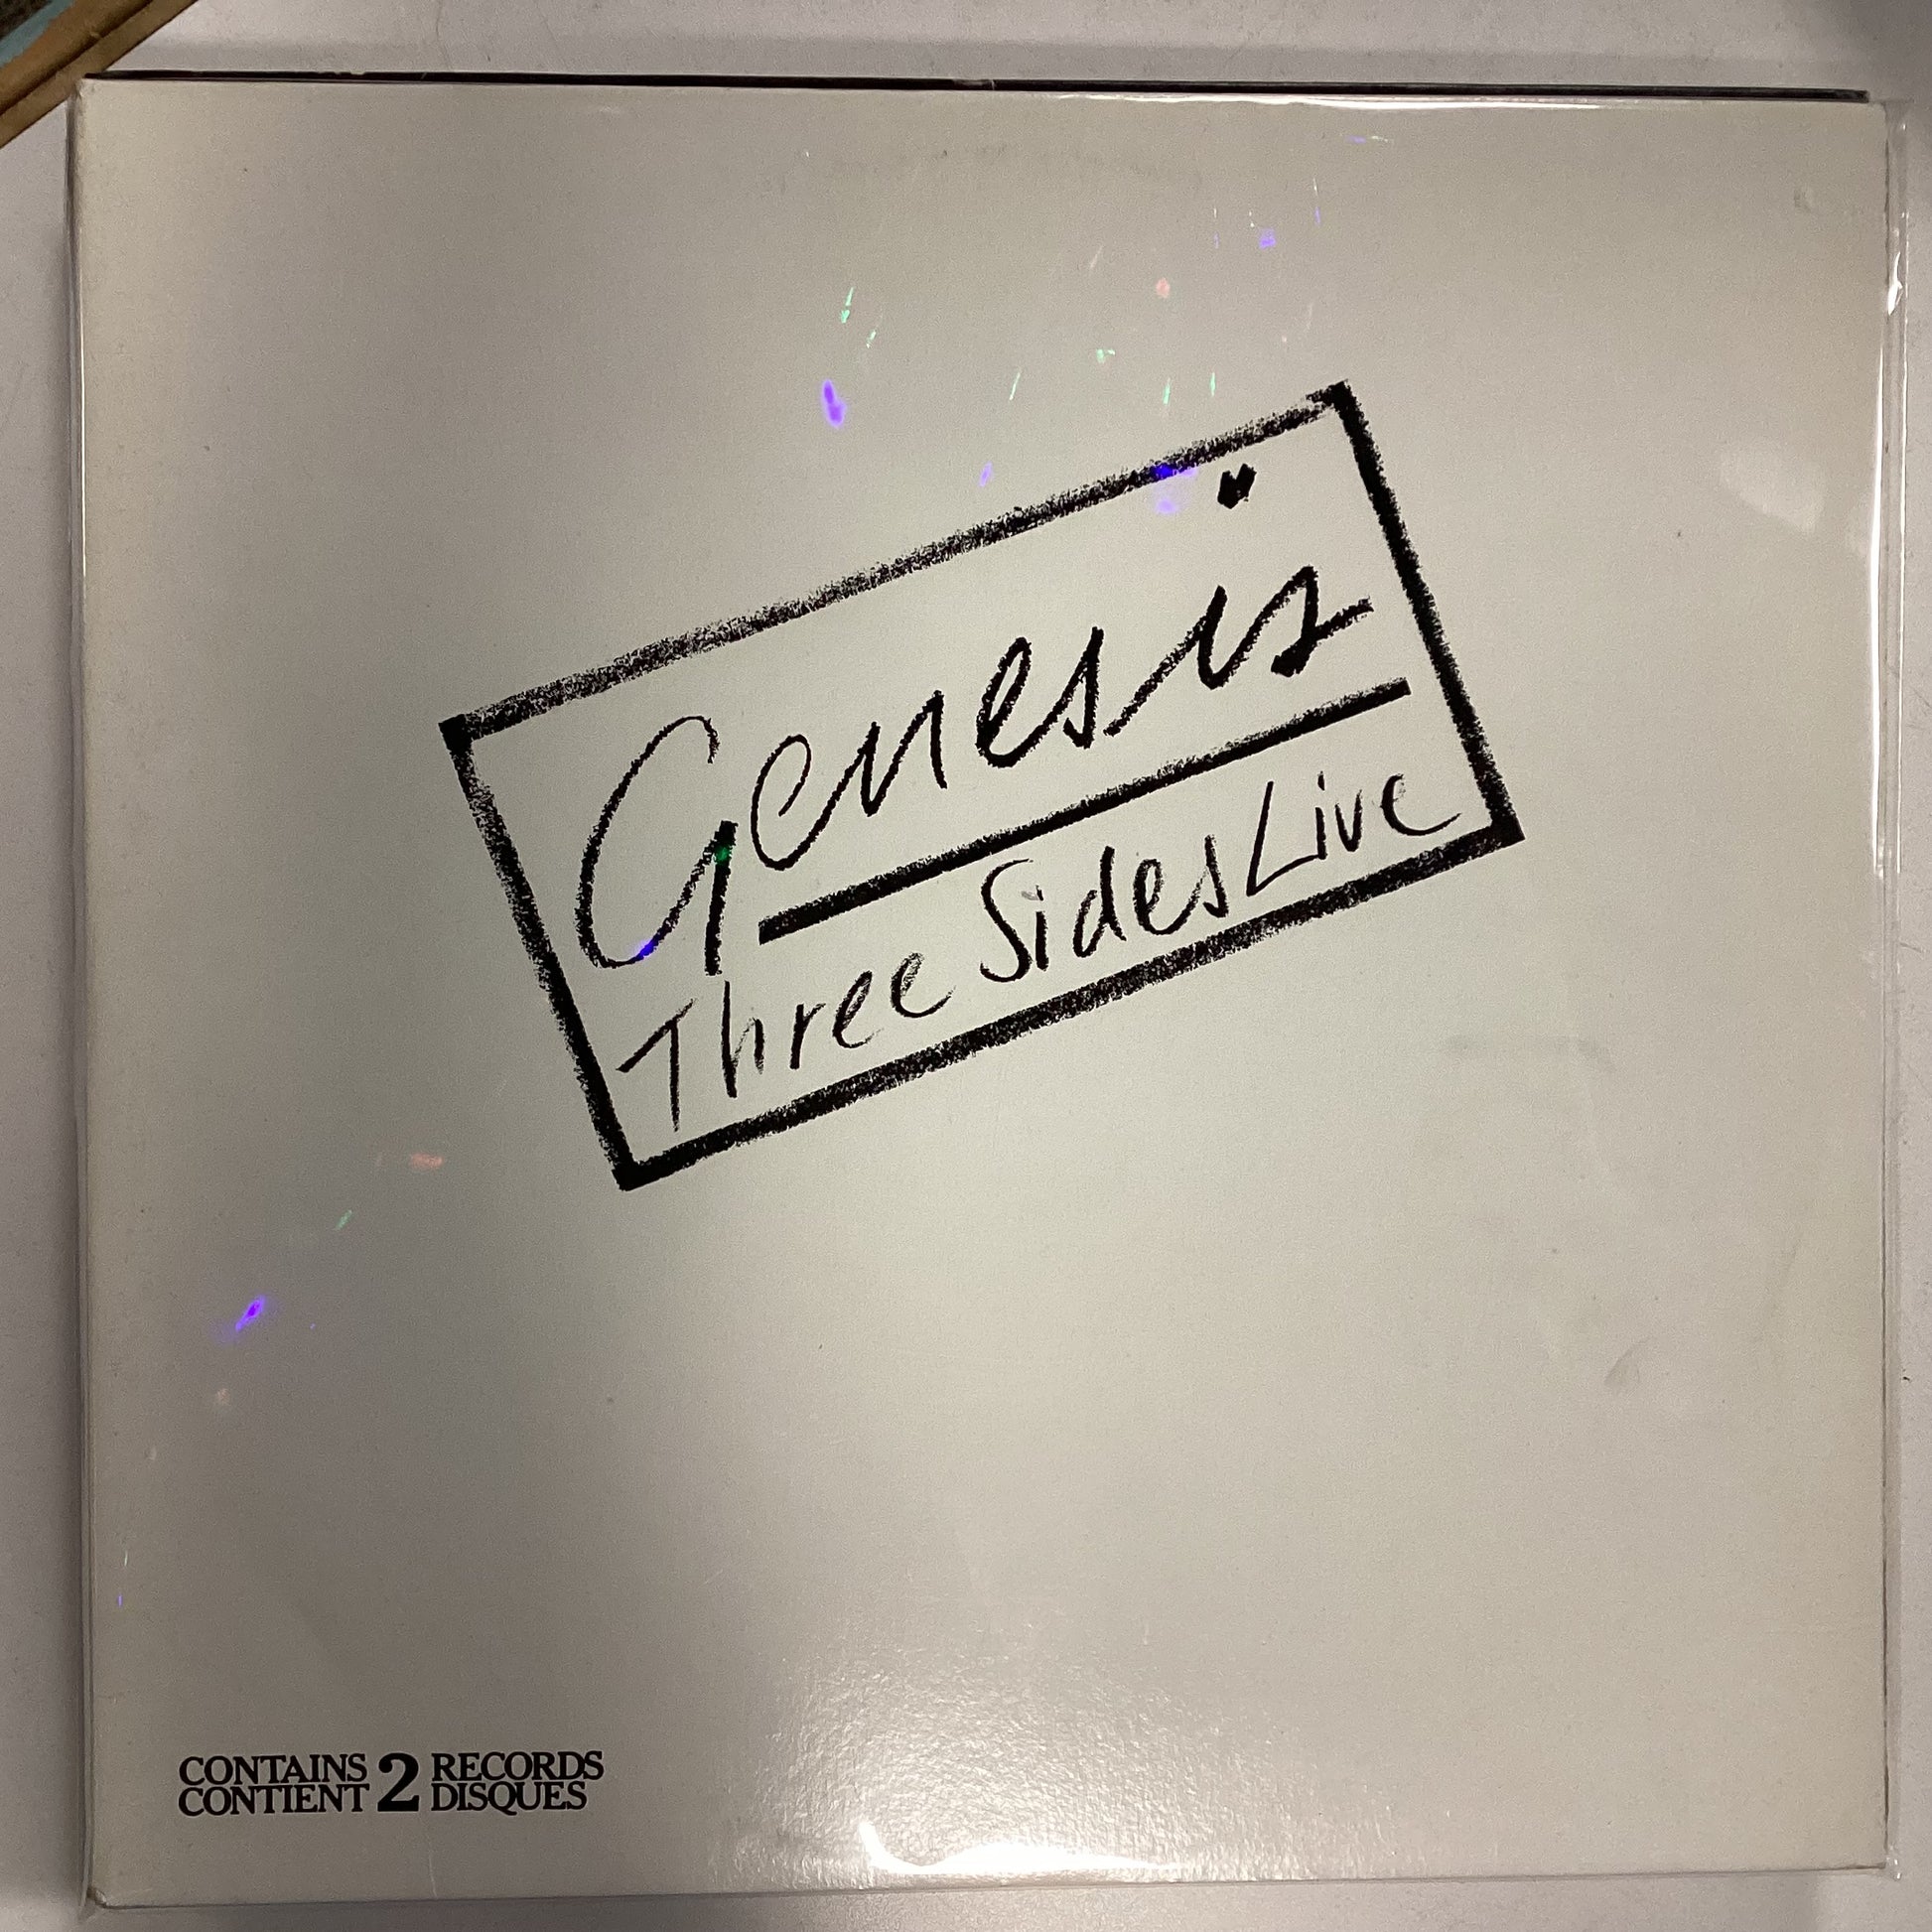 Genesis
Three Sides Live
CONTAINS 2 RECORDS
CONTIENT DISQUES